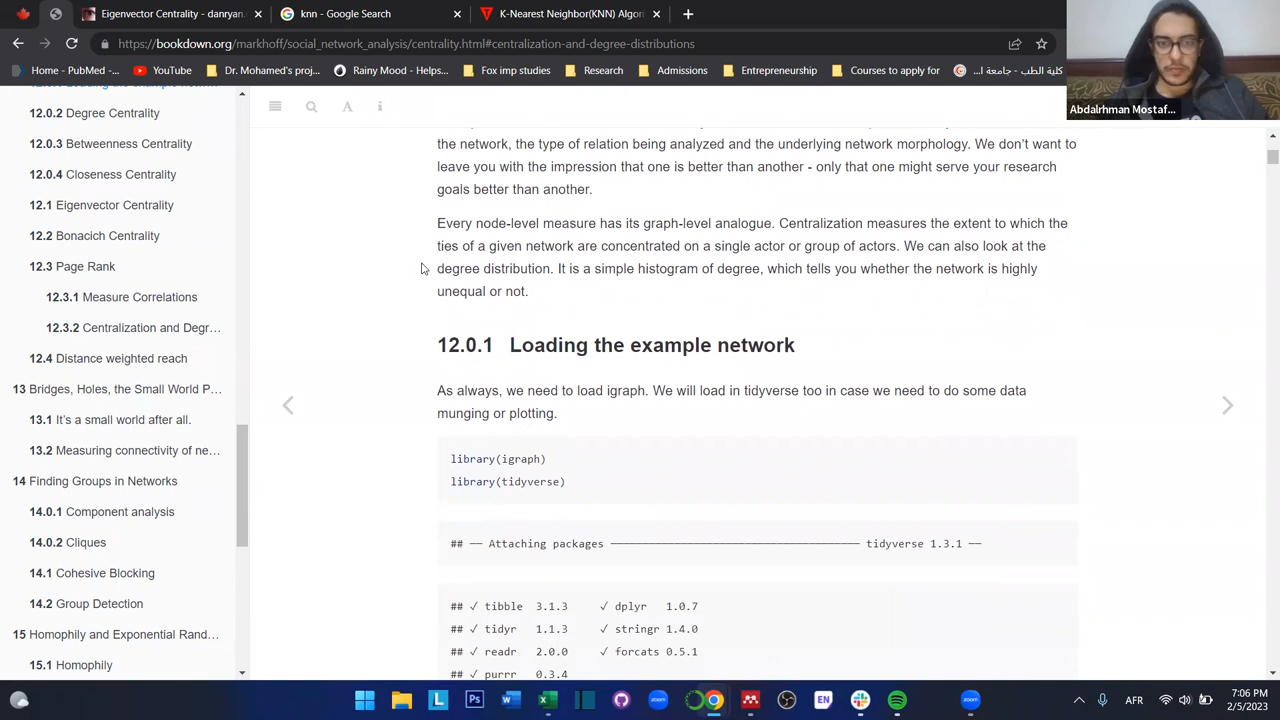 Eigenvector Centrality - danryan.c
knn - Google Search
K-Nearest Neighbor(KNN) Algori
https://bookdown.org/markhoff/social_network_analysis/centrality.html#centralization-and-degree-distributions
Home - PubMed -...
YouTube
Dr. Mohamed's proj...
Rainy Mood - Helps...
Fox imp studies
Research
Admissions
Entrepreneurship
Courses to apply for
كلية الطب - جامعة ا...
Abdalrhman Mostaf...
12.0.2 Degree Centrality
12.0.3 Betweenness Centrality
12.0.4 Closeness Centrality
12.1 Eigenvector Centrality
12.2 Bonacich Centrality
12.3 Page Rank
12.3.1 Measure Correlations
12.3.2 Centralization and Degr...
12.4 Distance weighted reach
13 Bridges, Holes, the Small World P...
13.1 It's a small world after all.
13.2 Measuring connectivity of ne...
14 Finding Groups in Networks
14.0.1 Component analysis
14.0.2 Cliques
14.1 Cohesive Blocking
14.2 Group Detection
15 Homophily and Exponential Rand...
15.1 Homophily
the network, the type of relation being analyzed and the underlying network morphology. We don't want to
leave you with the impression that one is better than another - only that one might serve your research
goals better than another.
Every node-level measure has its graph-level analogue. Centralization measures the extent to which the
ties of a given network are concentrated on a single actor or group of actors. We can also look at the
degree distribution. It is a simple histogram of degree, which tells you whether the network is highly
unequal or not.
12.0.1 Loading the example network
As always, we need to load igraph. We will load in tidyverse too in case we need to do some data
munging or plotting.
library(igraph)
library(tidyverse)
## ── Attaching packages ─────────────────────────────────────── tidyverse 1.3.1 ──
## ✓ tibble 3.1.3 ✓ dplyr 1.0.7
## ✓ tidyr 1.1.3 ✓ stringr 1.4.0
## ✓ readr 2.0.0 ✓ forcats 0.5.1
## ✓ purrr 0.3.4
AFR
7:06 PM
2/5/2023